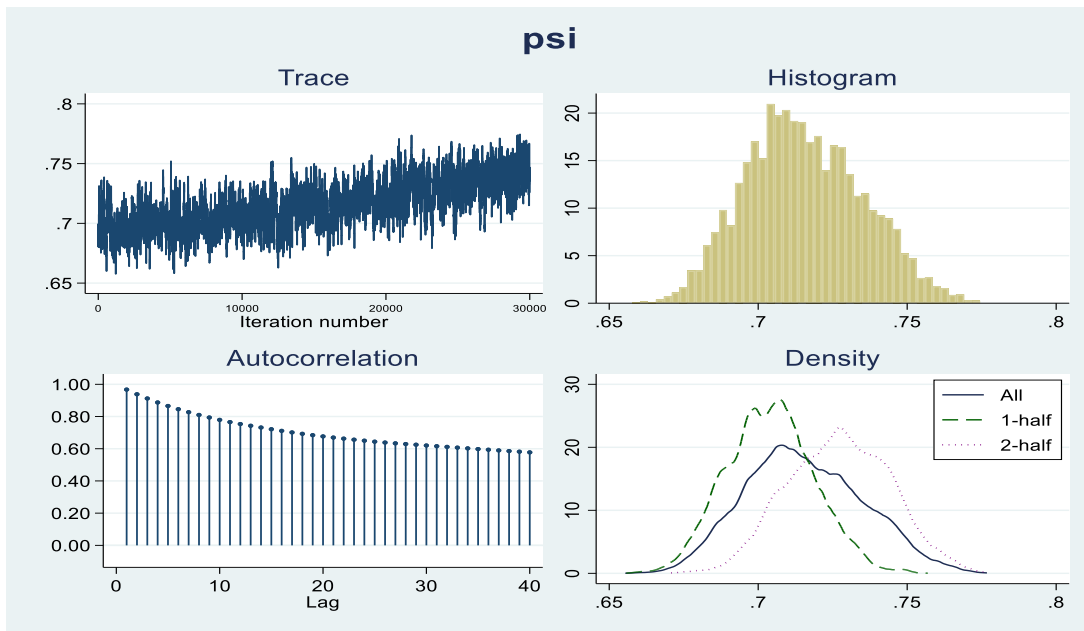 psi
Trace
.8
.75
.7
.65
0 10000 20000 30000
Iteration number
Histogram
20
15
10
5
0
.65 .7 .75 .8
Autocorrelation
1.00
0.80
0.60
0.40
0.20
0.00
0 10 20 30 40
Lag
Density
30
20
10
0
.65 .7 .75 .8
All
1-half
2-half